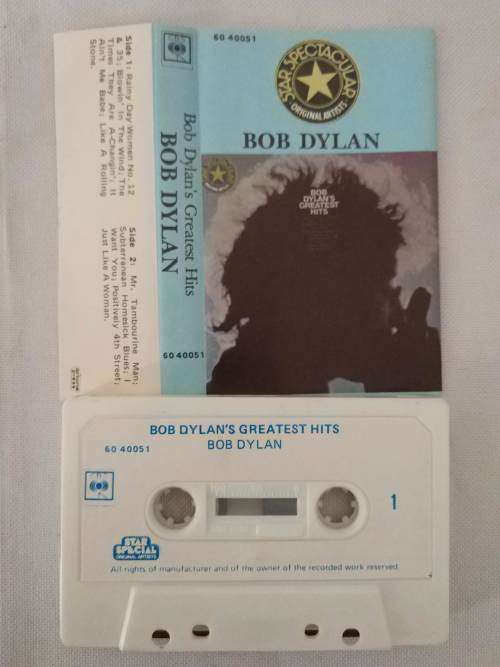 60 40051
STAR SPECTACULAR
ORIGINAL ARTISTS
BOB DYLAN
BOB
DYLAN'S
GREATEST
HITS
Bob Dylan's Greatest Hits
BOB DYLAN
60 40051
Side 1: Rainy Day Women No. 12
& 35; Blowin' In The Wind; The
Times They Are A-Changin'; It
Ain't Me Babe; Like A Rolling
Stone.
Side 2: Mr. Tambourine Man;
Subterranean Homesick Blues; I
Want You; Positively 4th Street;
Just Like A Woman.
BOB DYLAN'S GREATEST HITS
60 40051
BOB DYLAN
1
STAR
SPECIAL
ORIGINAL ARTISTS
All rights of manufacturer and of the owner of the recorded work reserved